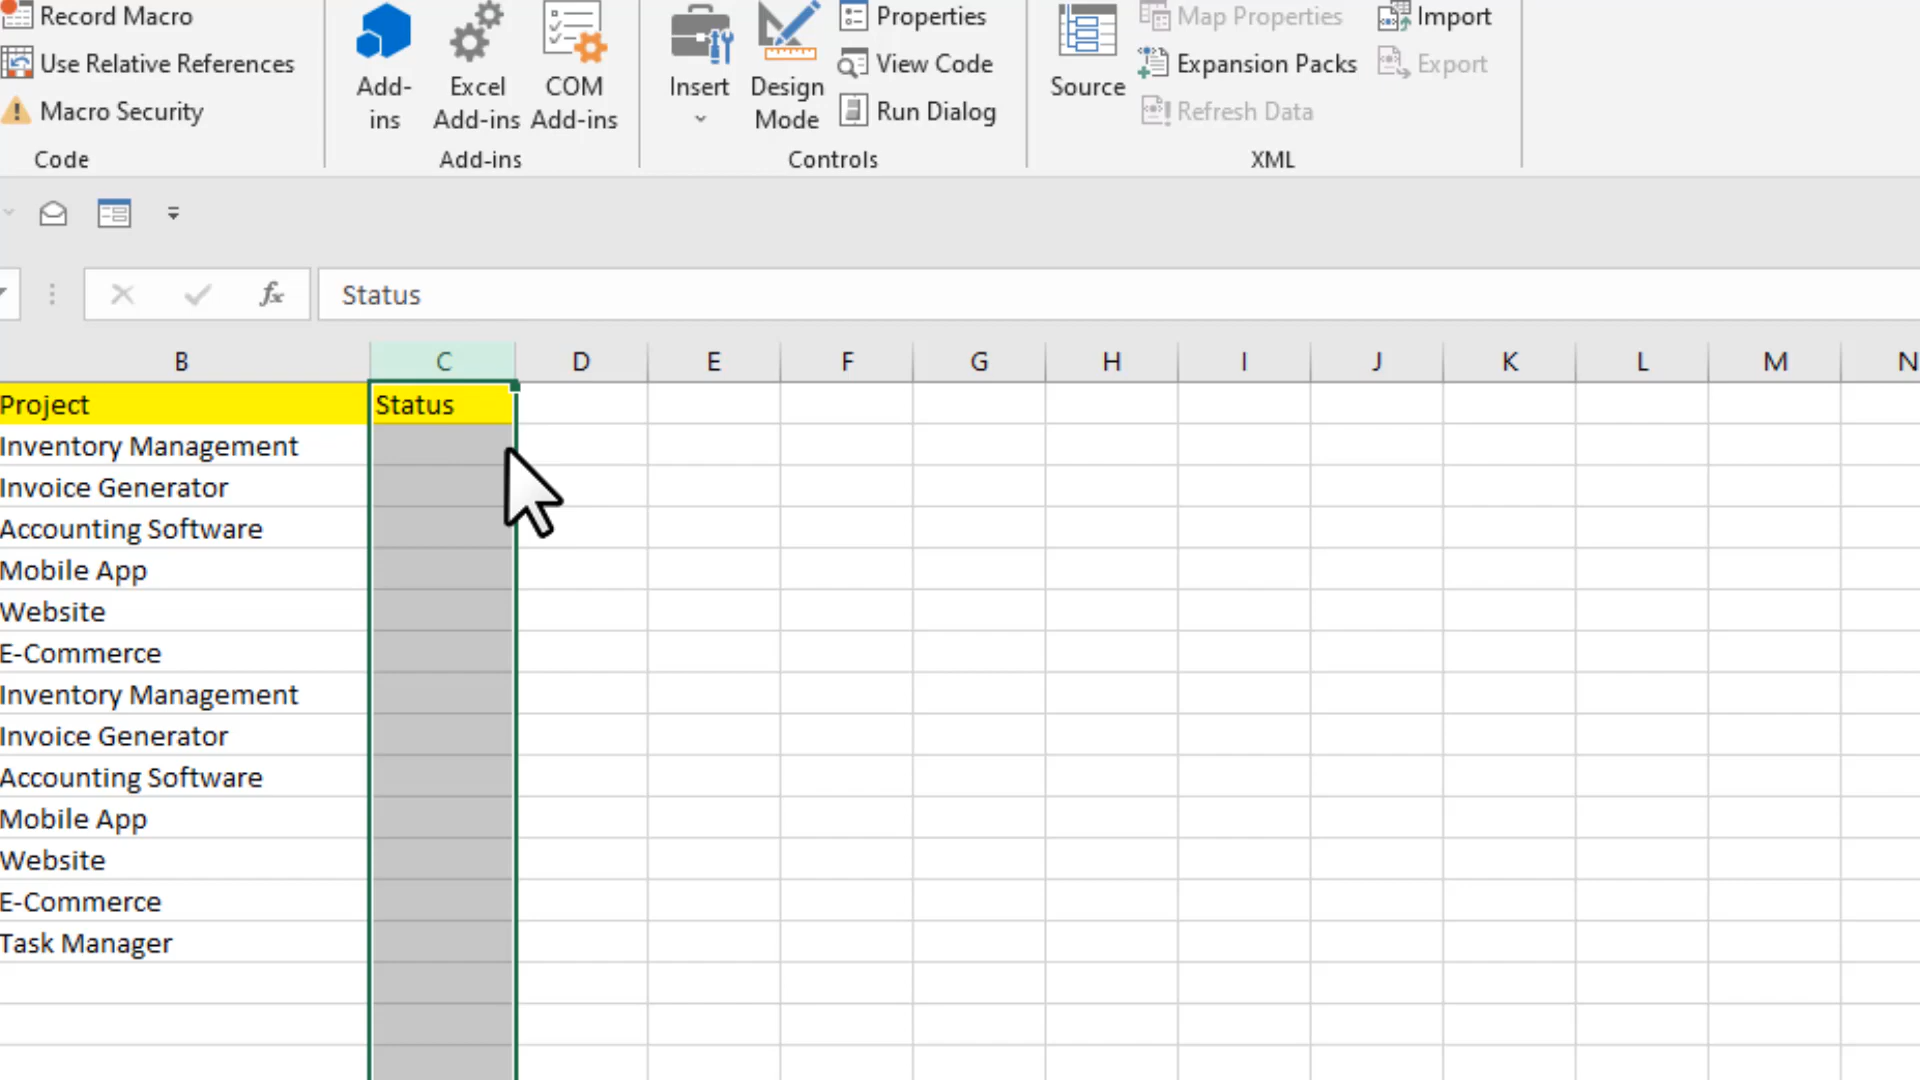 Record Macro
Use Relative References
Macro Security
Code
Add-
ins
Excel
Add-ins
COM
Add-ins
Add-ins
Insert
Design
Mode
Properties
View Code
Run Dialog
Controls
Source
Map Properties
Expansion Packs
Refresh Data
Import
Export
XML
fx
Status
B C D E F G H I J K L M N
Project Status
Inventory Management
Invoice Generator
Accounting Software
Mobile App
Website
E-Commerce
Inventory Management
Invoice Generator
Accounting Software
Mobile App
Website
E-Commerce
Task Manager